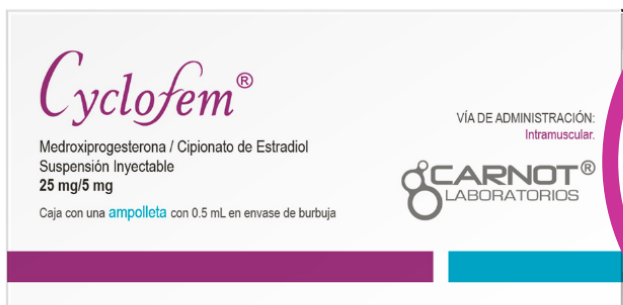 Cyclofem®
Medroxiprogesterona / Cipionato de Estradiol
Suspensión Inyectable
25 mg/5 mg
Caja con una ampolleta con 0.5 mL en envase de burbuja
VÍA DE ADMINISTRACIÓN:
Intramuscular.
CARNOT®
LABORATORIOS